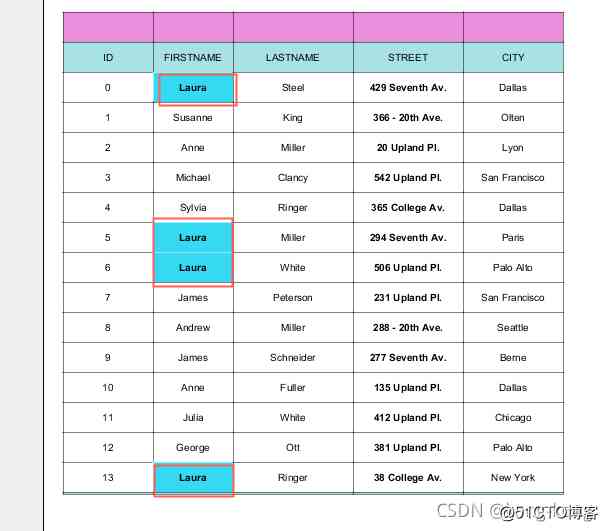 ID FIRSTNAME LASTNAME STREET CITY
0 Laura Steel 429 Seventh Av. Dallas
1 Susanne King 366 - 20th Ave. Olten
2 Anne Miller 20 Upland Pl. Lyon
3 Michael Clancy 542 Upland Pl. San Francisco
4 Sylvia Ringer 365 College Av. Dallas
5 Laura Miller 294 Seventh Av. Paris
6 Laura White 506 Upland Pl. Palo Alto
7 James Peterson 231 Upland Pl. San Francisco
8 Andrew Miller 288 - 20th Ave. Seattle
9 James Schneider 277 Seventh Av. Berne
10 Anne Fuller 135 Upland Pl. Dallas
11 Julia White 412 Upland Pl. Chicago
12 George Ott 381 Upland Pl. Palo Alto
13 Laura Ringer 38 College Av. New York
CSDN @51CTO博客